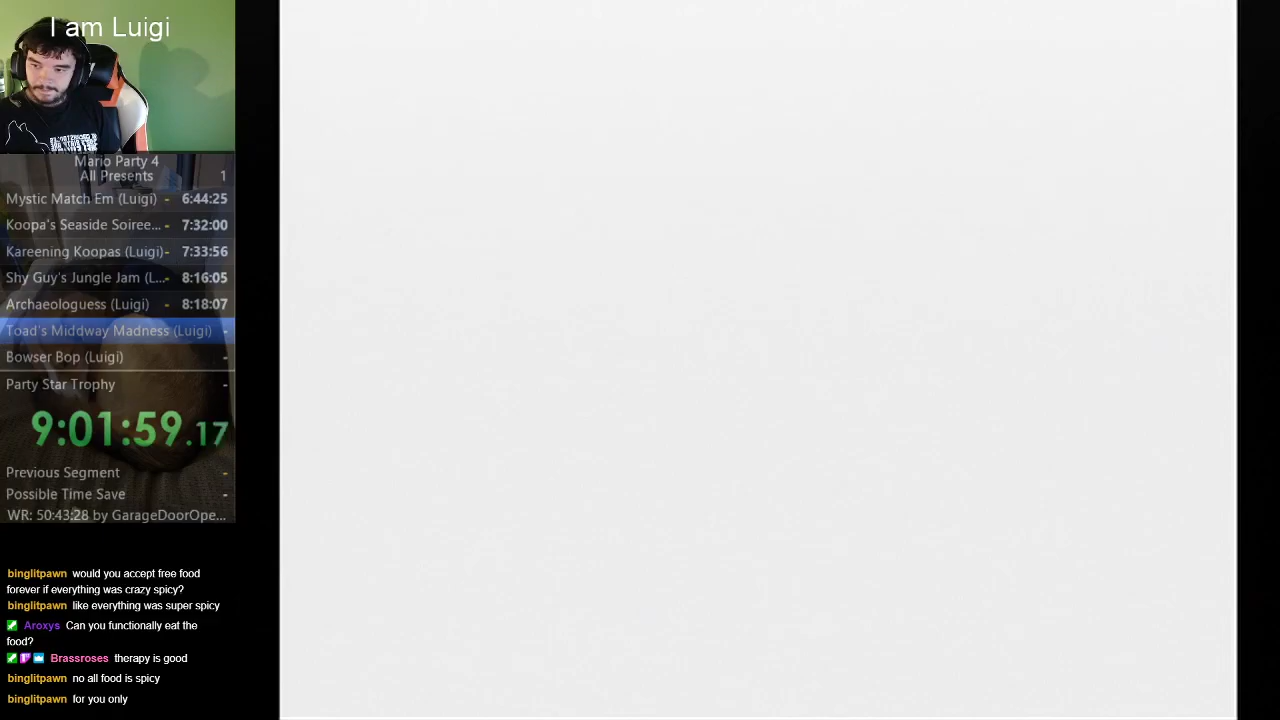 I am Luigi
Mario Party 4
All Presents 1
Mystic Match Em (Luigi) - 6:44:25
Koopa's Seaside Soiree... - 7:32:00
Kareening Koopas (Luigi) - 7:33:56
Shy Guy's Jungle Jam (L... - 8:16:05
Archaeologuess (Luigi) - 8:18:07
Toad's Middway Madness (Luigi) -
Bowser Bop (Luigi) -
Party Star Trophy -
9:01:59.17
Previous Segment -
Possible Time Save -
WR: 50:43:28 by GarageDoorOpe...
binglitpawn would you accept free food
forever if everything was crazy spicy?
binglitpawn like everything was super spicy
Aroxys Can you functionally eat the
food?
Brassroses therapy is good
binglitpawn no all food is spicy
binglitpawn for you only